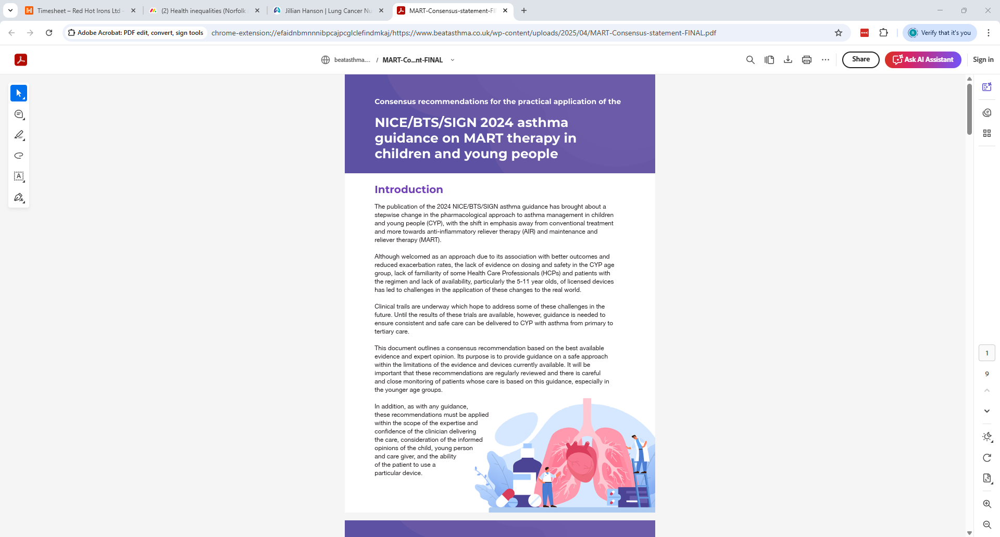 Timesheet – Red Hot Irons Ltd -
(2) Health inequalities (Norfolk
Jillian Hanson | Lung Cancer Nu
MART-Consensus-statement-FI
Adobe Acrobat: PDF edit, convert, sign tools
chrome-extension://efaidnbmnnnibpcajpcglclefindmkaj/https://www.beatasthma.co.uk/wp-content/uploads/2025/04/MART-Consensus-statement-FINAL.pdf
R
Verify that it's you
beatasthma.... / MART-Co...nt-FINAL
Share
Ask AI Assistant
Sign in
Consensus recommendations for the practical application of the
NICE/BTS/SIGN 2024 asthma
guidance on MART therapy in
children and young people
Introduction
The publication of the 2024 NICE/BTS/SIGN asthma guidance has brought about a
stepwise change in the pharmacological approach to asthma management in children
and young people (CYP), with the shift in emphasis away from conventional treatment
and more towards anti-inflammatory reliever therapy (AIR) and maintenance and
reliever therapy (MART).
Although welcomed as an approach due to its association with better outcomes and
reduced exacerbation rates, the lack of evidence on dosing and safety in the CYP age
group, lack of familiarity of some Health Care Professionals (HCPs) and patients with
the regimen and lack of availability, particularly the 5-11 year olds, of licensed devices
has led to challenges in the application of these changes to the real world.
Clinical trails are underway which hope to address some of these challenges in the
future. Until the results of these trials are available, however, guidance is needed to
ensure consistent and safe care can be delivered to CYP with asthma from primary to
tertiary care.
This document outlines a consensus recommendation based on the best available
evidence and expert opinion. Its purpose is to provide guidance on a safe approach
within the limitations of the evidence and devices currently available. It will be
important that these recommendations are regularly reviewed and there is careful
and close monitoring of patients whose care is based on this guidance, especially in
the younger age groups.
In addition, as with any guidance,
these recommendations must be applied
within the scope of the expertise and
confidence of the clinician delivering
the care, consideration of the informed
opinions of the child, young person
and care giver, and the ability
of the patient to use a
particular device.
1
9